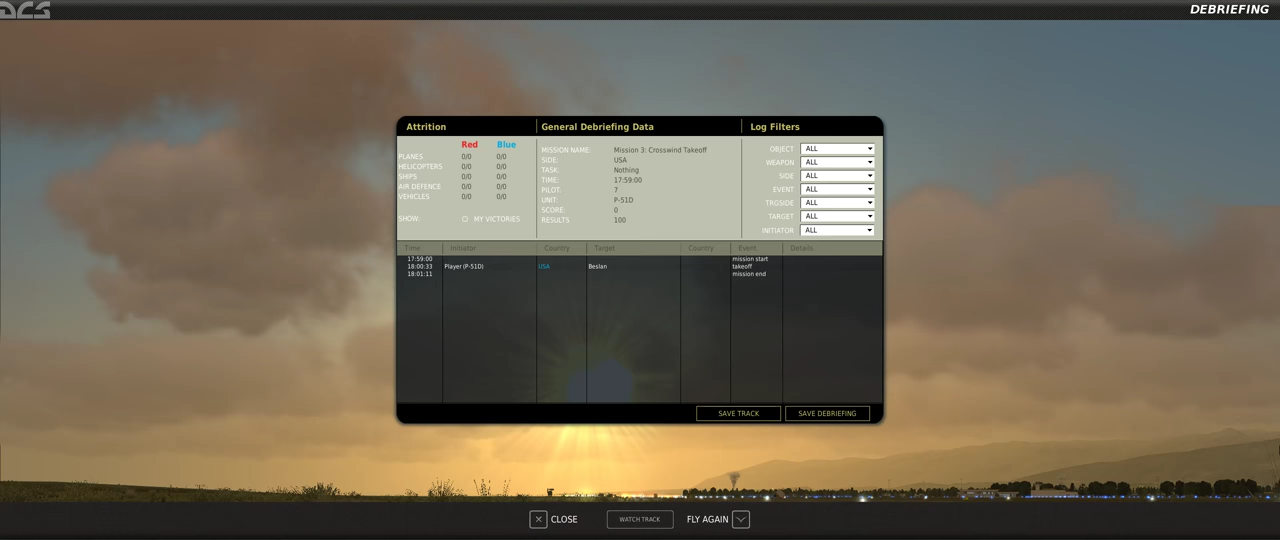 DCS
DEBRIEFING
Attrition General Debriefing Data Log Filters
Red Blue
PLANES 0/0 0/0
HELICOPTERS 0/0 0/0
SHIPS 0/0 0/0
AIR DEFENCE 0/0 0/0
VEHICLES 0/0 0/0
SHOW: MY VICTORIES
MISSION NAME: Mission 3: Crosswind Takeoff
SIDE: USA
TASK: Nothing
TIME: 17:59:00
PILOT: ?
UNIT: P-51D
SCORE: 0
RESULTS 100
OBJECT ALL
WEAPON ALL
SIDE ALL
EVENT ALL
TRGSIDE ALL
TARGET ALL
INITIATOR ALL
Time Initiator Country Target Country Event Details
17:59:00 mission start
18:00:33 Player (P-51D) USA Beslan takeoff
18:01:11 mission end
SAVE TRACK SAVE DEBRIEFING
CLOSE WATCH TRACK FLY AGAIN